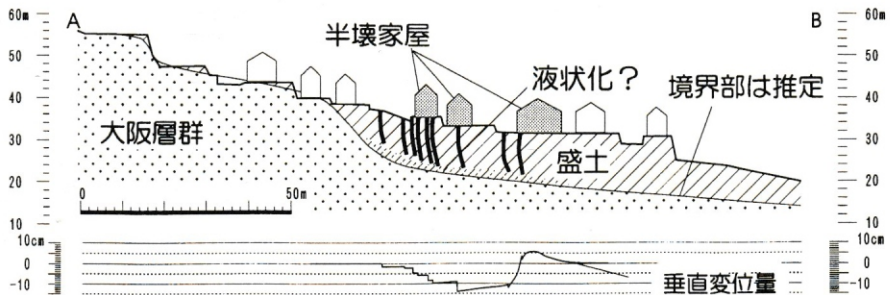 60m A B 60m
半壊家屋
50 50
液状化?
境界部は推定
40 40
大阪層群
30 30
盛土
20 20
0 50m
10 10
10cm 10cm
0 0
垂直変位量
-10 -10